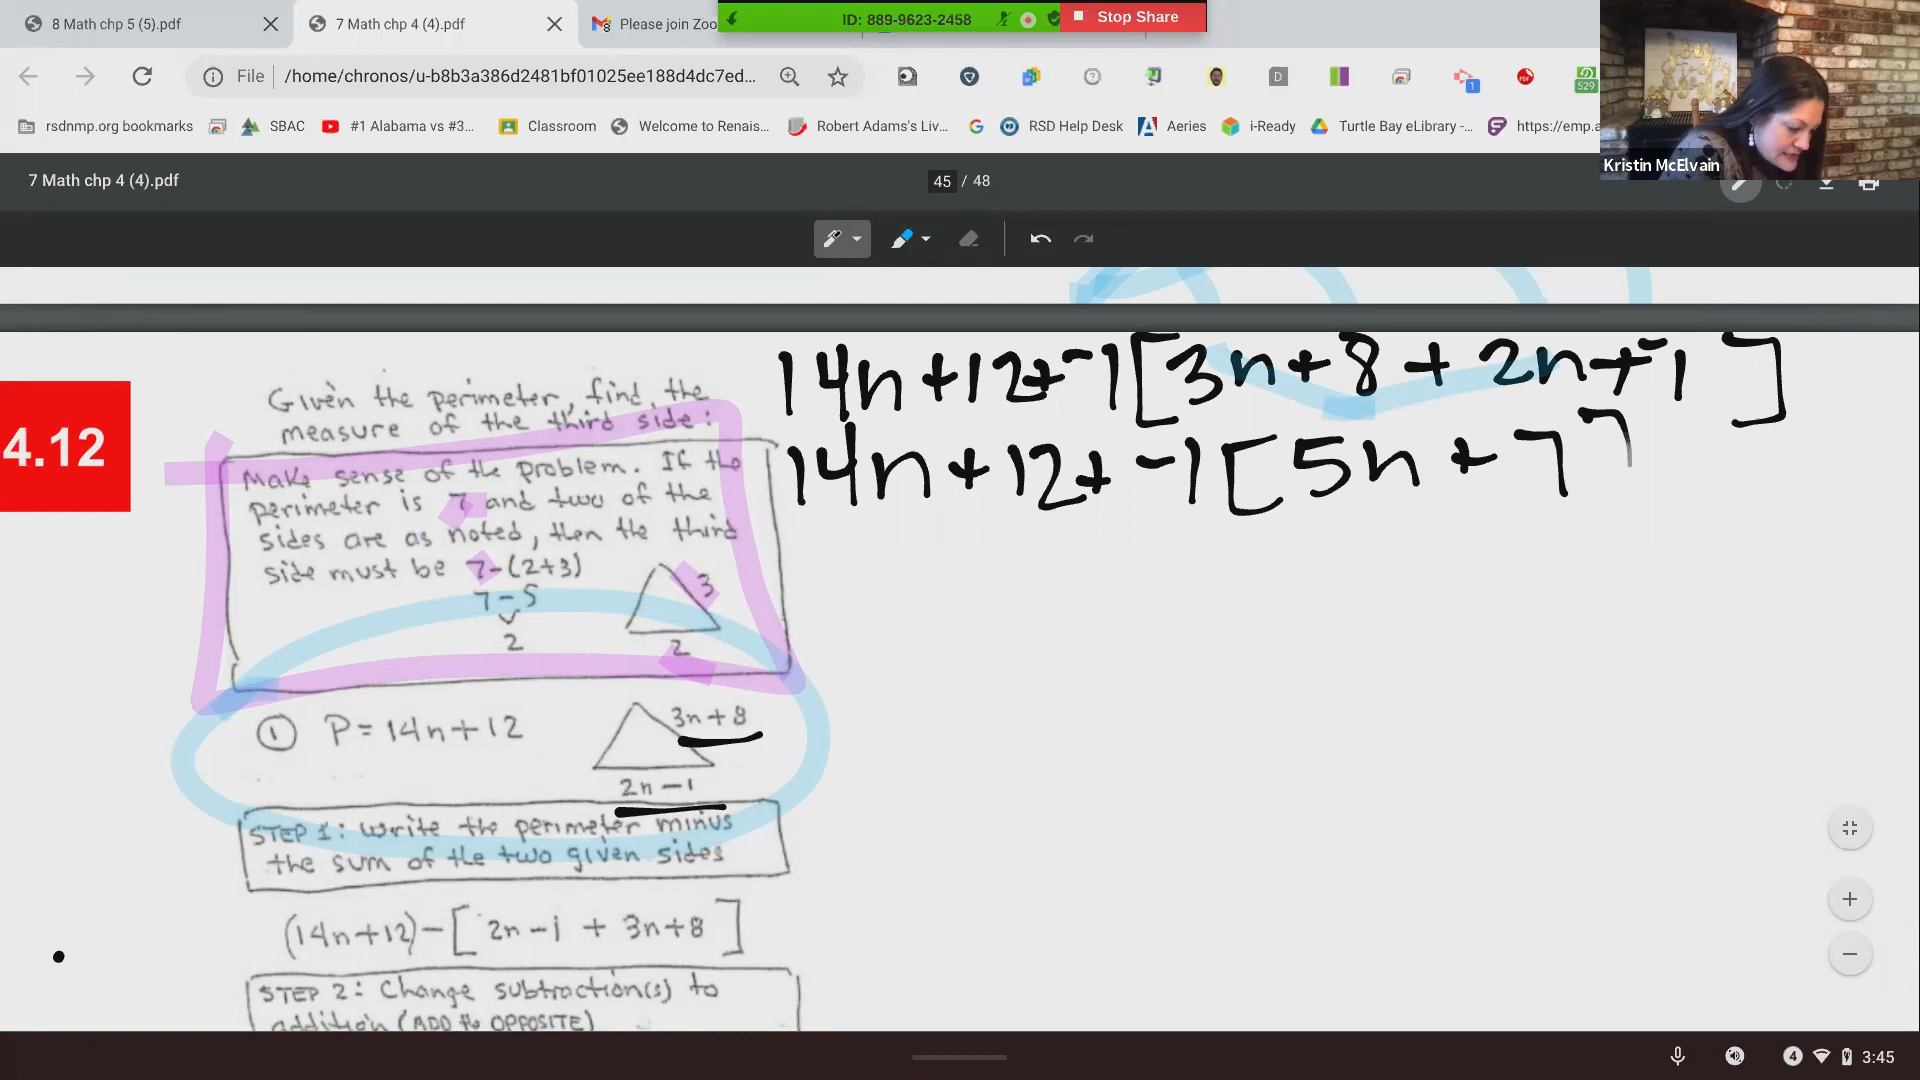 8 Math chp 5 (5).pdf
7 Math chp 4 (4).pdf
Please join Zoo
ID: 889-9623-2458
Stop Share
File
/home/chronos/u-b8b3a386d2481bf01025ee188d4dc7ed...
529
rsdnmp.org bookmarks
SBAC
#1 Alabama vs #3...
Classroom
Welcome to Renais...
Robert Adams's Liv...
RSD Help Desk
Aeries
i-Ready
Turtle Bay eLibrary -...
https://emp.a
Kristin McElvain
7 Math chp 4 (4).pdf
45 / 48
14n+12+-1[3n+8+2n+-1]
14n+12+-1[5n+7
4.12
Given the perimeter, find the
measure of the third side:
Make sense of the problem. If the
perimeter is 7 and two of the
sides are as noted, then the third
side must be 7-(2+3)
7-5
2
3
2
① P=14n+12
3n+8
2n-1
STEP 1: Write the perimeter minus
the sum of the two given sides
(14n+12)-[2n-1 + 3n+8]
STEP 2: Change subtraction(s) to
addition (ADD the OPPOSITE)
4
3:45